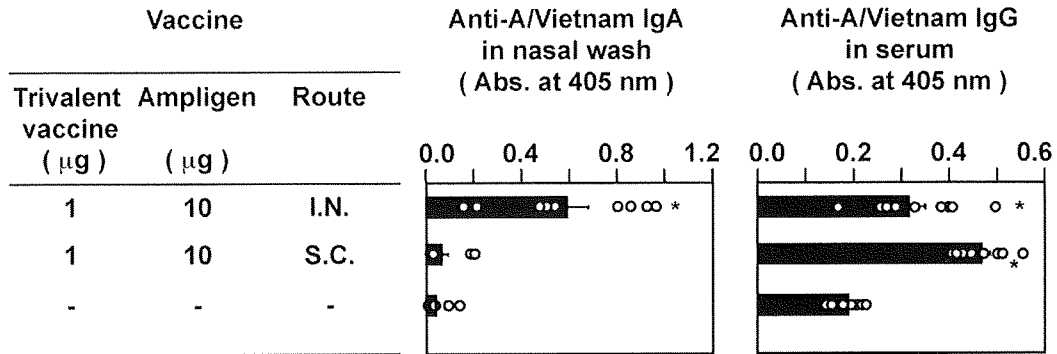 Vaccine
Trivalent vaccine ( µg )
Ampligen ( µg )
Route
Anti-A/Vietnam IgA
in nasal wash
( Abs. at 405 nm )
Anti-A/Vietnam IgG
in serum
( Abs. at 405 nm )
0.0 0.4 0.8 1.2
0.0 0.2 0.4 0.6
1 10 I.N. * *
1 10 S.C. *
- - -